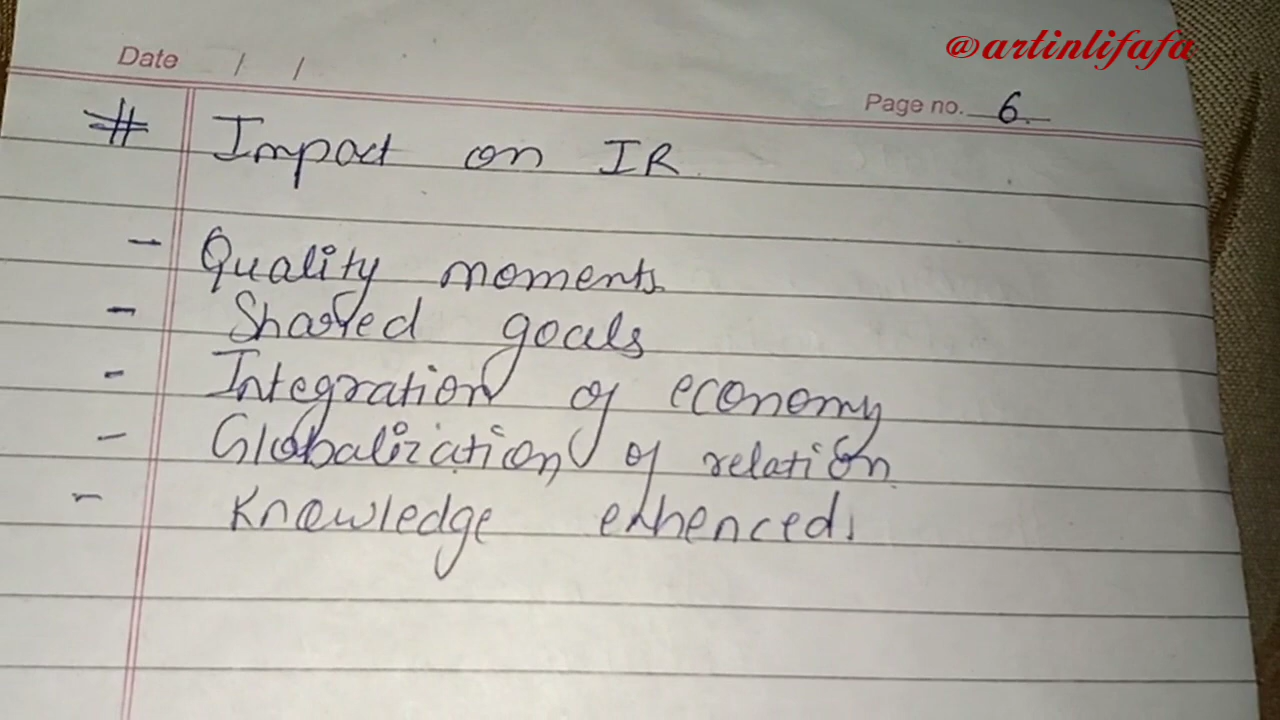 @artinlifafa
Date / /
Page no. 6.
# Impact on IR.
- Quality moments.
- Shared goals
- Integration of economy
- Globalization of relation.
- Knowledge enhenced.